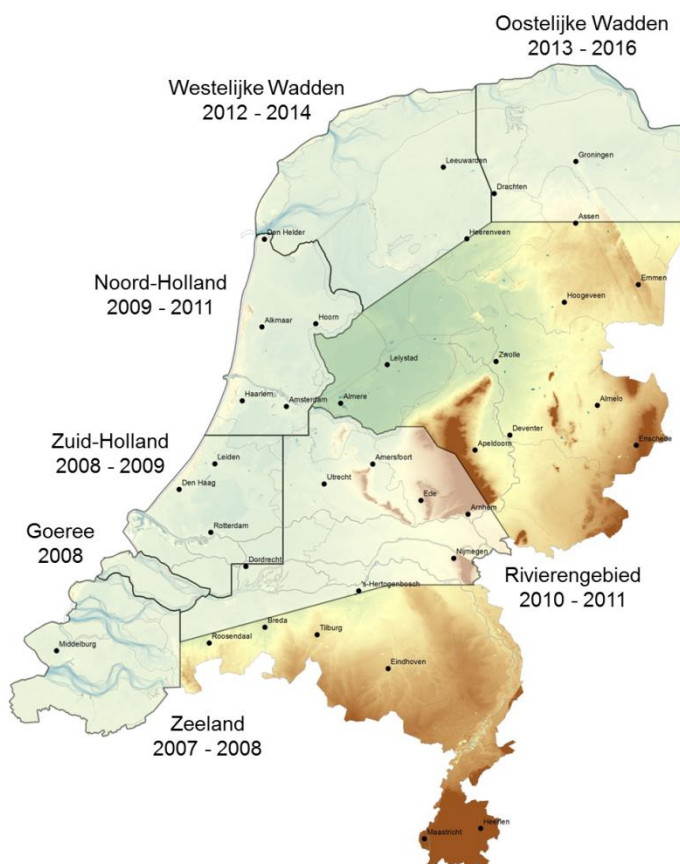 Oostelijke Wadden
2013 - 2016
Westelijke Wadden
2012 - 2014
Leeuwarden
Groningen
Drachten
Assen
Den Helder
Heerenveen
Emmen
Noord-Holland
2009 - 2011
Hoogeveen
Alkmaar
Hoorn
Lelystad
Zwolle
Haarlem
Amsterdam
Almere
Almelo
Zuid-Holland
2008 - 2009
Deventer
Enschede
Apeldoorn
Leiden
Amersfoort
Utrecht
Den Haag
Ede
Arnhem
Goeree
2008
Rotterdam
Dordrecht
Nijmegen
Rivierengebied
2010 - 2011
's-Hertogenbosch
Breda
Tilburg
Roosendaal
Middelburg
Eindhoven
Zeeland
2007 - 2008
Heerlen
Maastricht